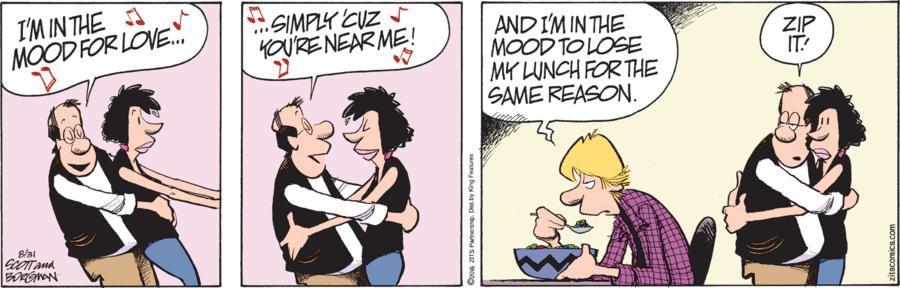 I'M IN THE
MOOD FOR LOVE...
8/31
SCOTT and
BORGMAN
...SIMPLY 'CUZ
YOU'RE NEAR ME!
©2016 ZITS Partnership. Dist. by King Features
AND I'M IN THE
MOOD TO LOSE
MY LUNCH FOR THE
SAME REASON.
ZIP
IT!
zitscomics.com